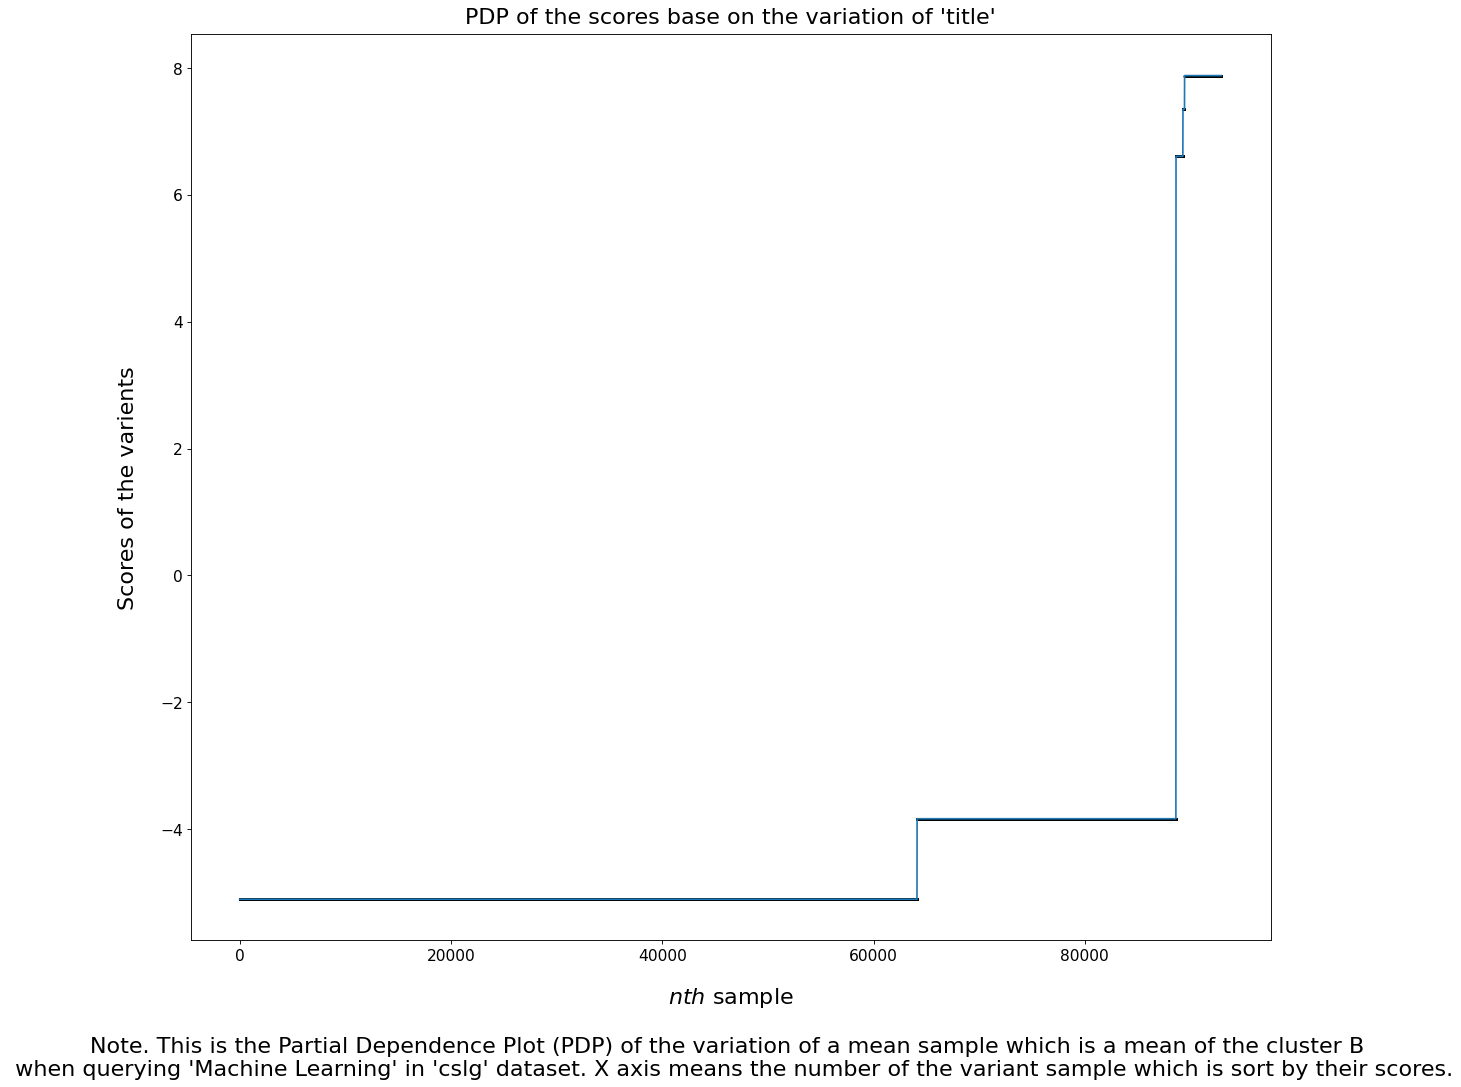 PDP of the scores base on the variation of 'title'
8
6
4
2
0
−2
−4
Scores of the varients
0 20000 40000 60000 80000
nth sample
Note. This is the Partial Dependence Plot (PDP) of the variation of a mean sample which is a mean of the cluster B
when querying 'Machine Learning' in 'cslg' dataset. X axis means the number of the variant sample which is sort by their scores.